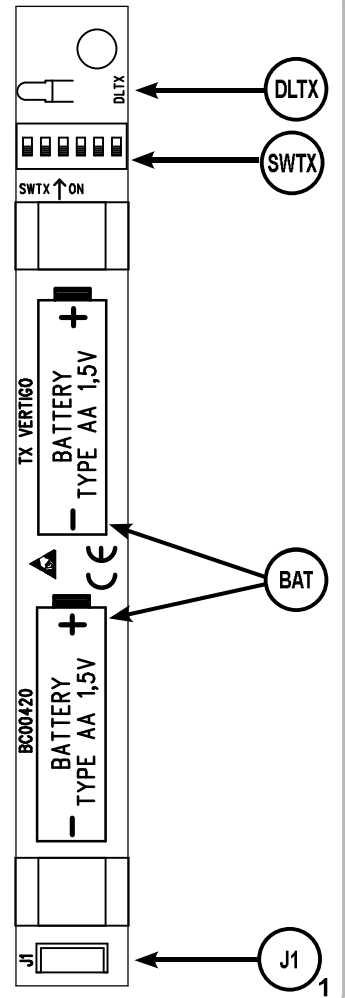 DLTX
DLTX
SWTX
SWTX ↑ ON
TX VERTIGO
+
BATTERY
TYPE AA 1,5V
-
CE
BAT
BC00420
+
BATTERY
TYPE AA 1,5V
-
J1
J1
1